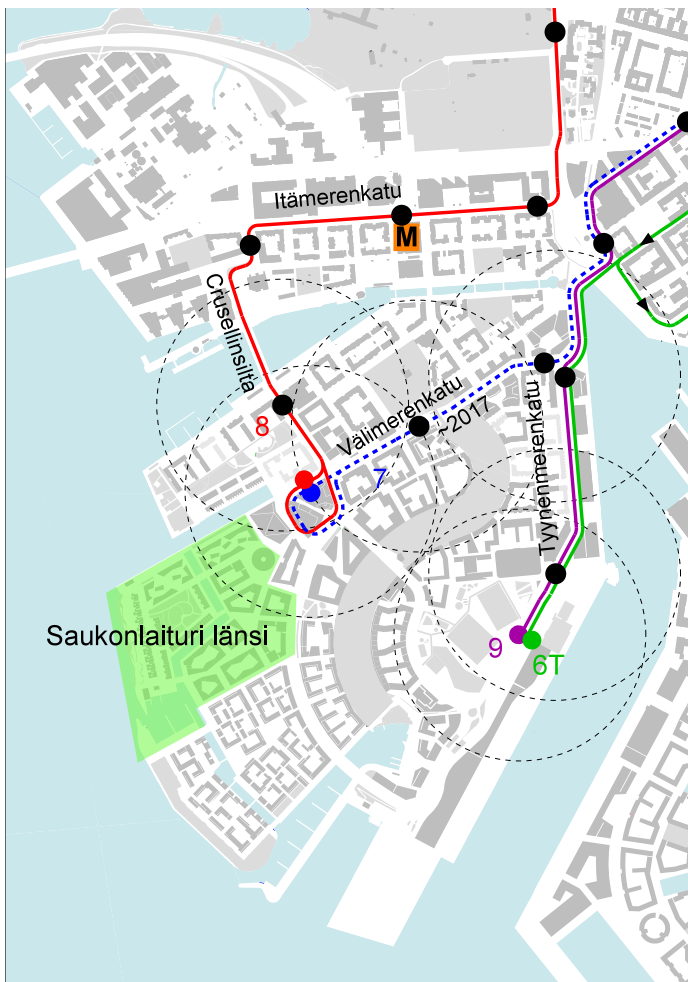 Itämerenkatu
M
Crusellinsilta
8
Välimerenkatu
~2017
7
Tyynenmerenkatu
Saukonlaituri länsi
9
6T